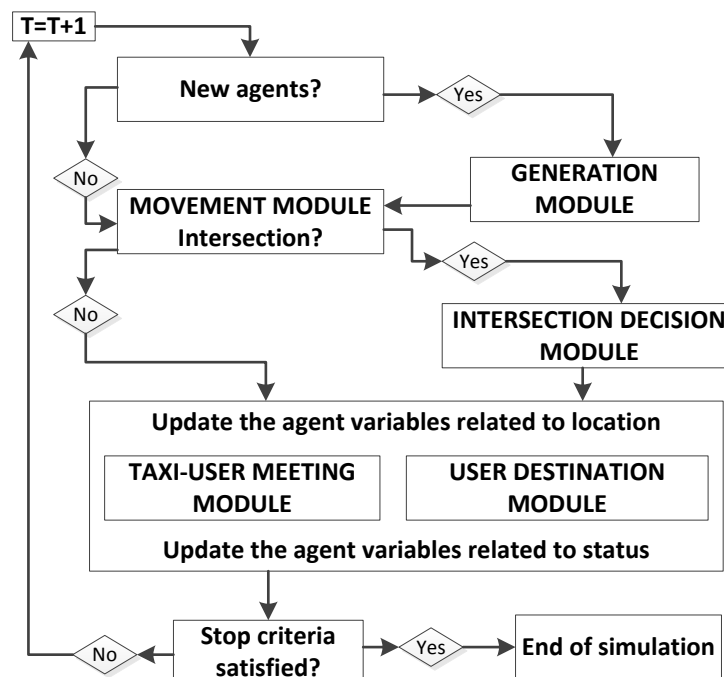 T=T+1
New agents?
Yes
No
GENERATION
MODULE
MOVEMENT MODULE
Intersection?
Yes
No
INTERSECTION DECISION
MODULE
Update the agent variables related to location
TAXI-USER MEETING
MODULE
USER DESTINATION
MODULE
Update the agent variables related to status
Stop criteria
satisfied?
No
Yes
End of simulation